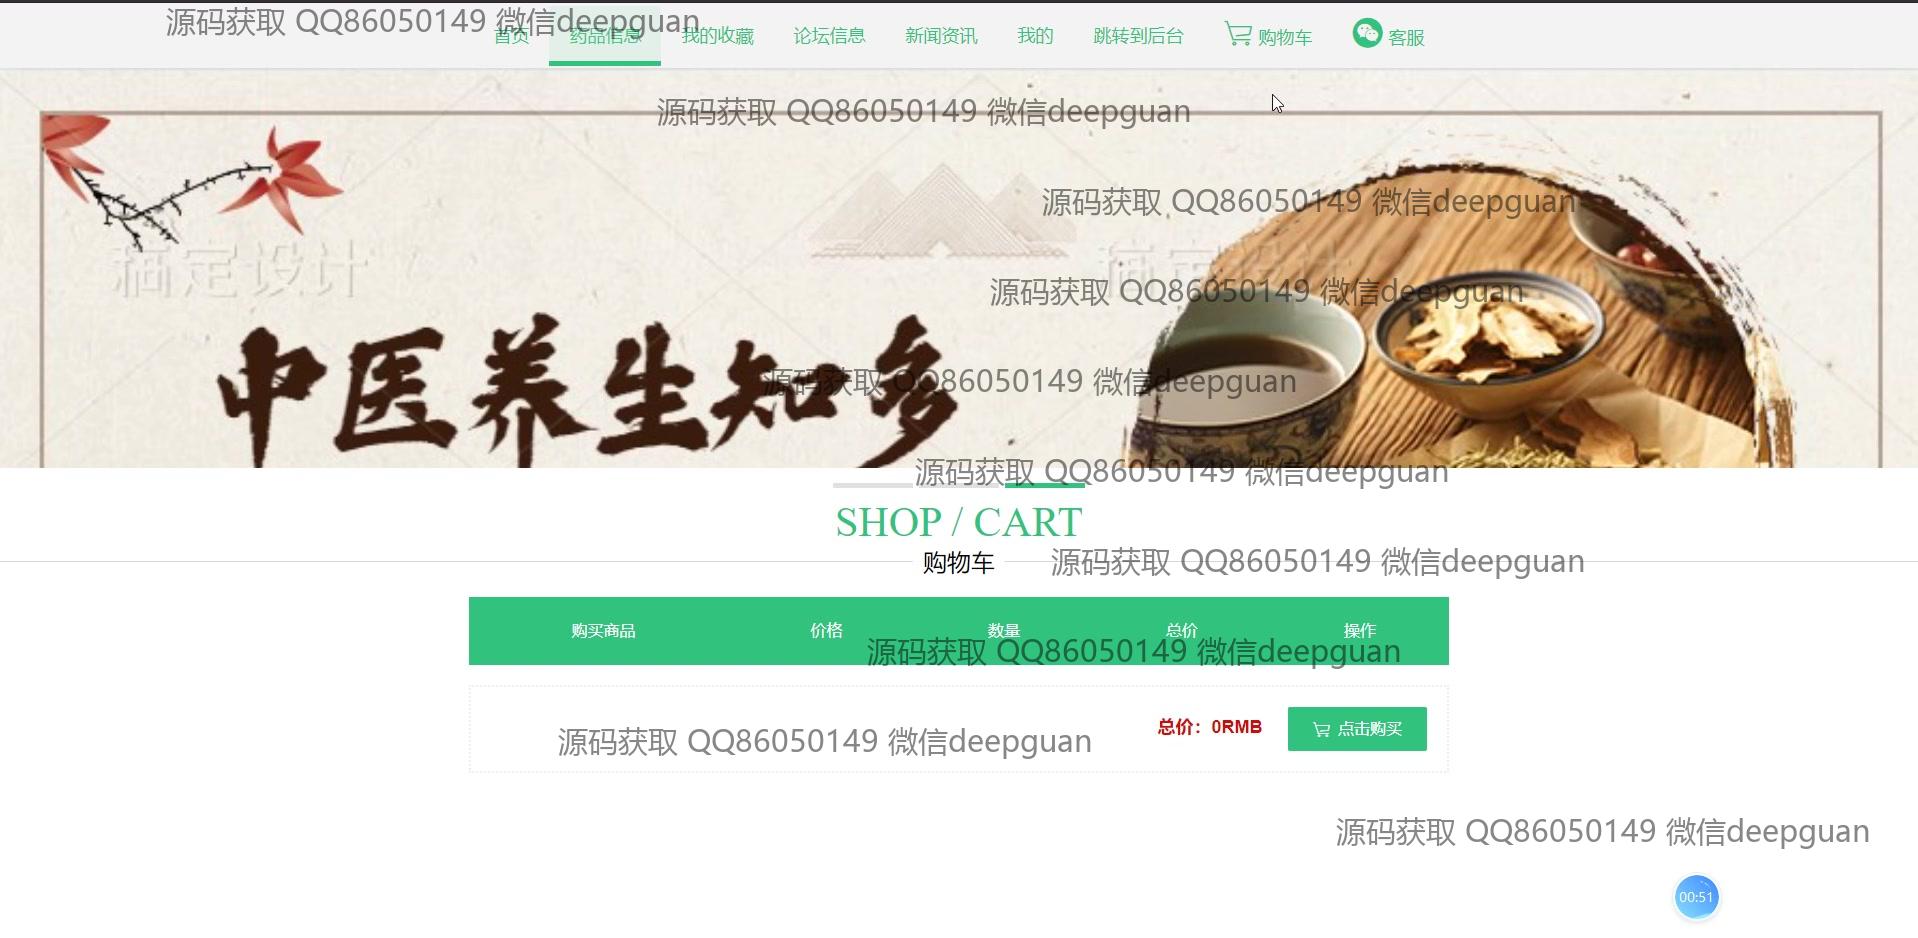 源码获取 QQ86050149 微信deepguan
首页 药品信息 我的收藏 论坛信息 新闻资讯 我的 跳转到后台 购物车 客服
源码获取 QQ86050149 微信deepguan
源码获取 QQ86050149 微信deepguan
稿定设计 稿定设计
源码获取 QQ86050149 微信deepguan
中医养生知多
源码获取 QQ86050149 微信deepguan
源码获取 QQ86050149 微信deepguan
SHOP / CART
购物车
源码获取 QQ86050149 微信deepguan
购买商品 价格 数量 总价 操作
源码获取 QQ86050149 微信deepguan
总价：0RMB 点击购买
源码获取 QQ86050149 微信deepguan
源码获取 QQ86050149 微信deepguan
00:51